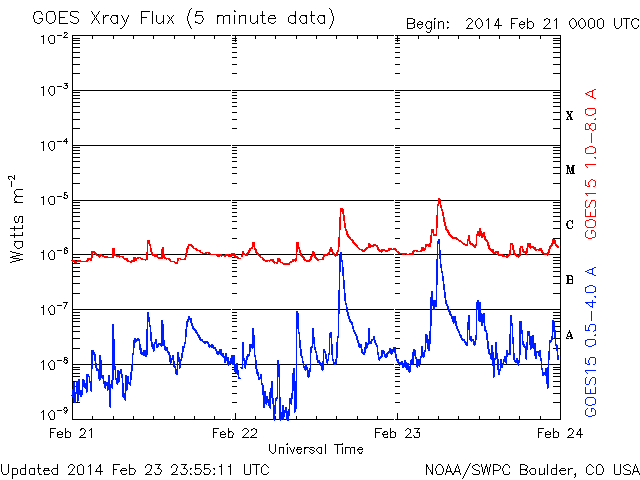 GOES Xray Flux (5 minute data)
Begin: 2014 Feb 21 0000 UTC
10⁻²
10⁻³
10⁻⁴
10⁻⁵
10⁻⁶
10⁻⁷
10⁻⁸
10⁻⁹
Watts m⁻²
X
M
C
B
A
GOES15 1.0-8.0 A
GOES15 0.5-4.0 A
Feb 21
Feb 22
Feb 23
Feb 24
Universal Time
Updated 2014 Feb 23 23:55:11 UTC
NOAA/SWPC Boulder, CO USA